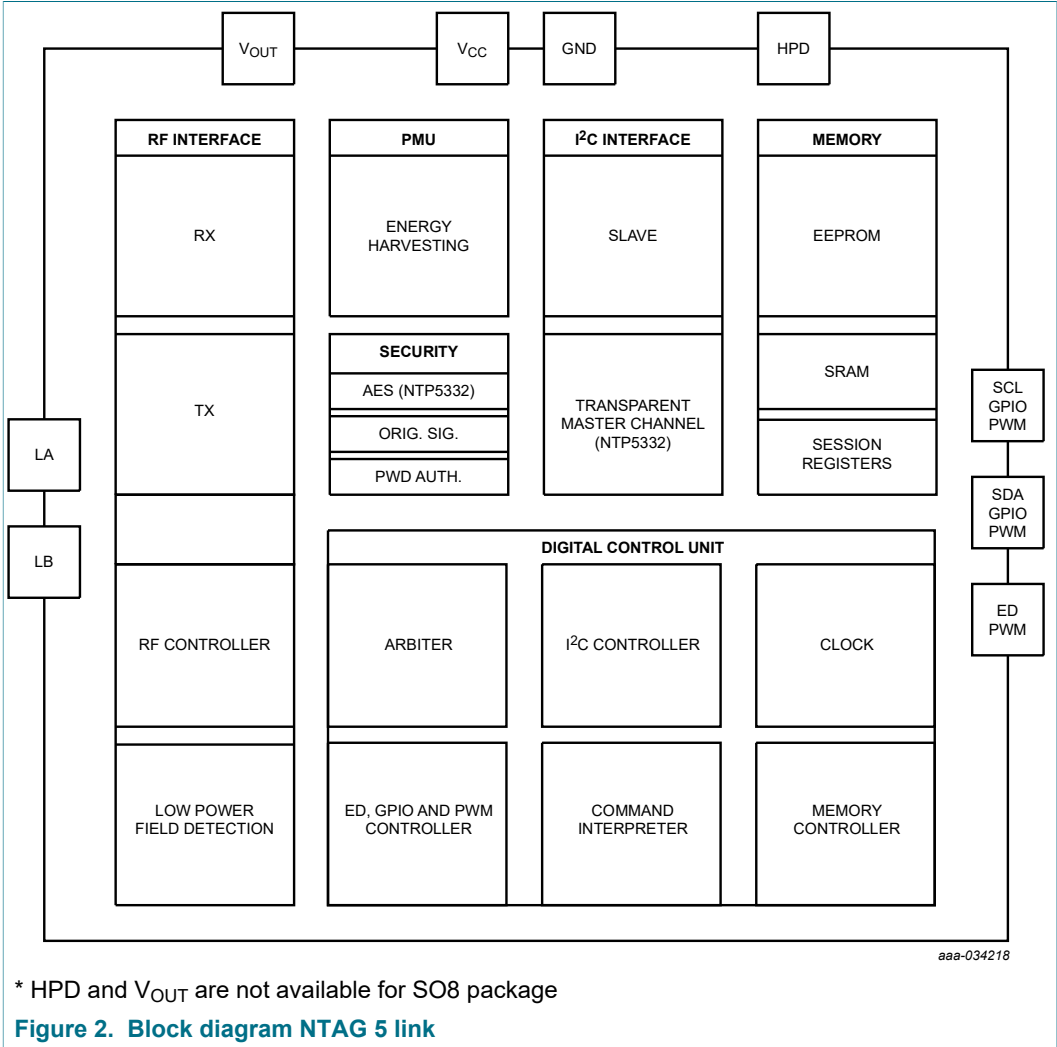 V_OUT
V_CC
GND
HPD
RF INTERFACE
RX
TX
RF CONTROLLER
LOW POWER
FIELD DETECTION
PMU
ENERGY
HARVESTING
SECURITY
AES (NTP5332)
ORIG. SIG.
PWD AUTH.
I²C INTERFACE
SLAVE
TRANSPARENT
MASTER CHANNEL
(NTP5332)
MEMORY
EEPROM
SRAM
SESSION
REGISTERS
DIGITAL CONTROL UNIT
ARBITER
I²C CONTROLLER
CLOCK
ED, GPIO AND PWM
CONTROLLER
COMMAND
INTERPRETER
MEMORY
CONTROLLER
LA
LB
SCL
GPIO
PWM
SDA
GPIO
PWM
ED
PWM
aaa-034218
* HPD and V_OUT are not available for SO8 package
Figure 2. Block diagram NTAG 5 link